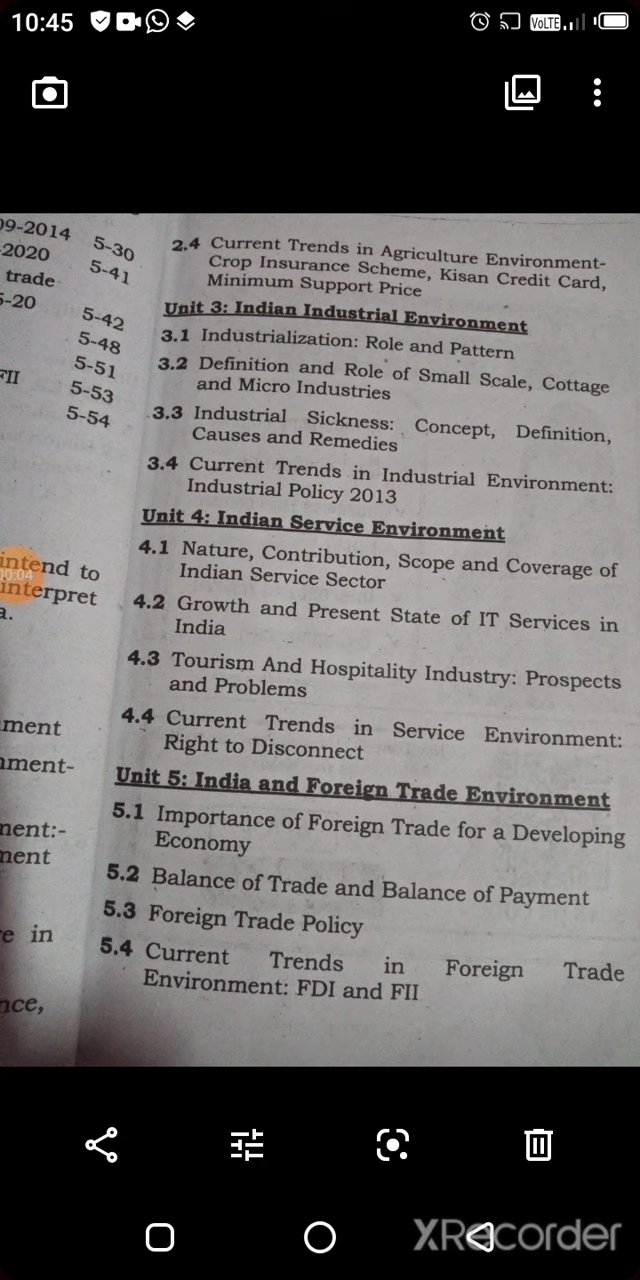 10:45
VoLTE
09-2014 5-30
-2020 5-41
trade
5-20 5-42
5-48
5-51
FII 5-53
5-54
intend to
00:04
interpret
a.
ment
nment-
ment:-
ment
e in
nce,
2.4 Current Trends in Agriculture Environment-
Crop Insurance Scheme, Kisan Credit Card,
Minimum Support Price
Unit 3: Indian Industrial Environment
3.1 Industrialization: Role and Pattern
3.2 Definition and Role of Small Scale, Cottage
and Micro Industries
3.3 Industrial Sickness: Concept, Definition,
Causes and Remedies
3.4 Current Trends in Industrial Environment:
Industrial Policy 2013
Unit 4: Indian Service Environment
4.1 Nature, Contribution, Scope and Coverage of
Indian Service Sector
4.2 Growth and Present State of IT Services in
India
4.3 Tourism And Hospitality Industry: Prospects
and Problems
4.4 Current Trends in Service Environment:
Right to Disconnect
Unit 5: India and Foreign Trade Environment
5.1 Importance of Foreign Trade for a Developing
Economy
5.2 Balance of Trade and Balance of Payment
5.3 Foreign Trade Policy
5.4 Current Trends in Foreign Trade
Environment: FDI and FII
XRecorder